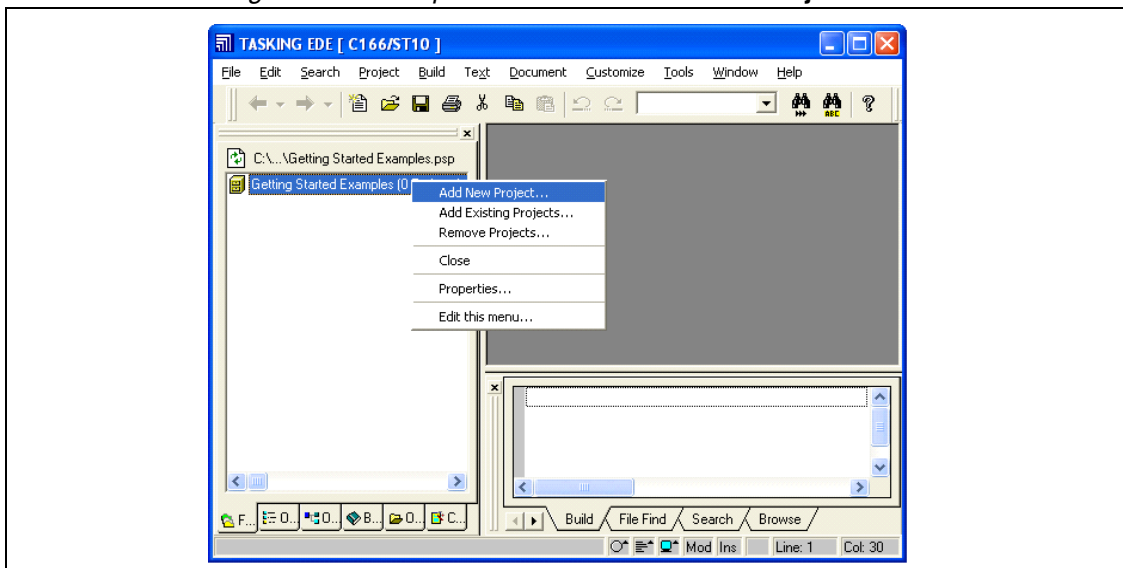 TASKING EDE [ C166/ST10 ]
File Edit Search Project Build Text Document Customize Tools Window Help
ABC
C:\...\Getting Started Examples.psp
Getting Started Examples (0
Add New Project...
Add Existing Projects...
Remove Projects...
Close
Properties...
Edit this menu...
F... O... O... B... O... C...
Build File Find Search Browse
Mod Ins Line: 1 Col: 30